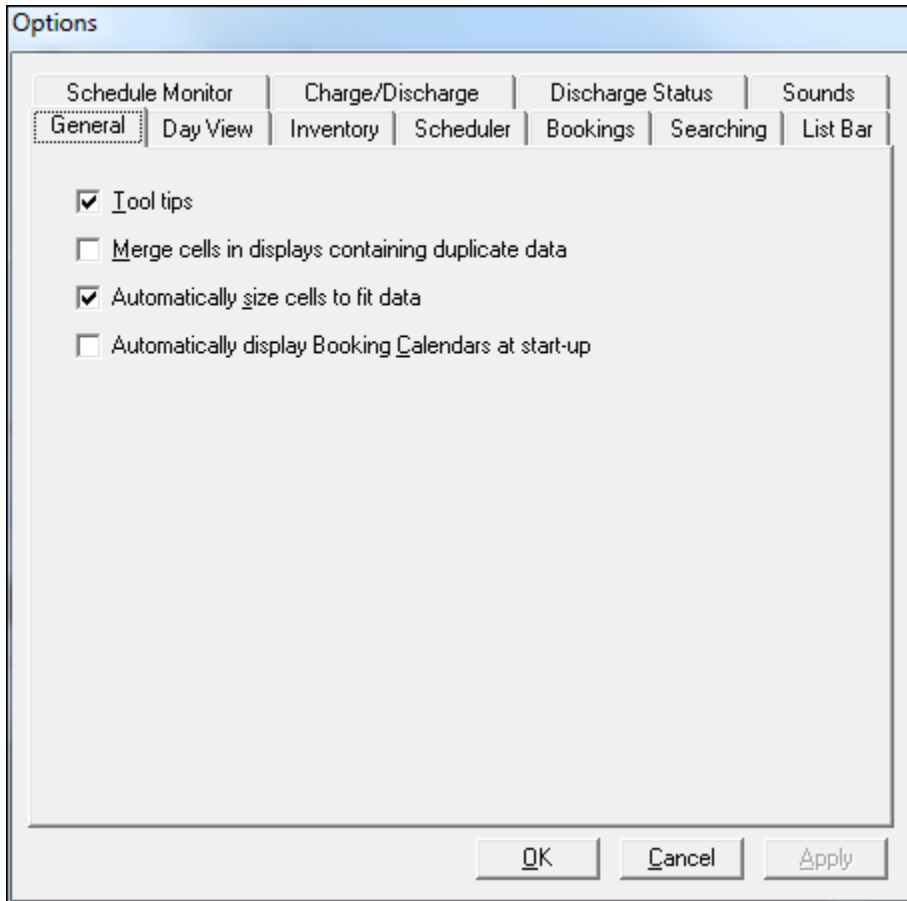 Options
Schedule Monitor Charge/Discharge Discharge Status Sounds
General Day View Inventory Scheduler Bookings Searching List Bar
Tool tips
Merge cells in displays containing duplicate data
Automatically size cells to fit data
Automatically display Booking Calendars at start-up
OK Cancel Apply